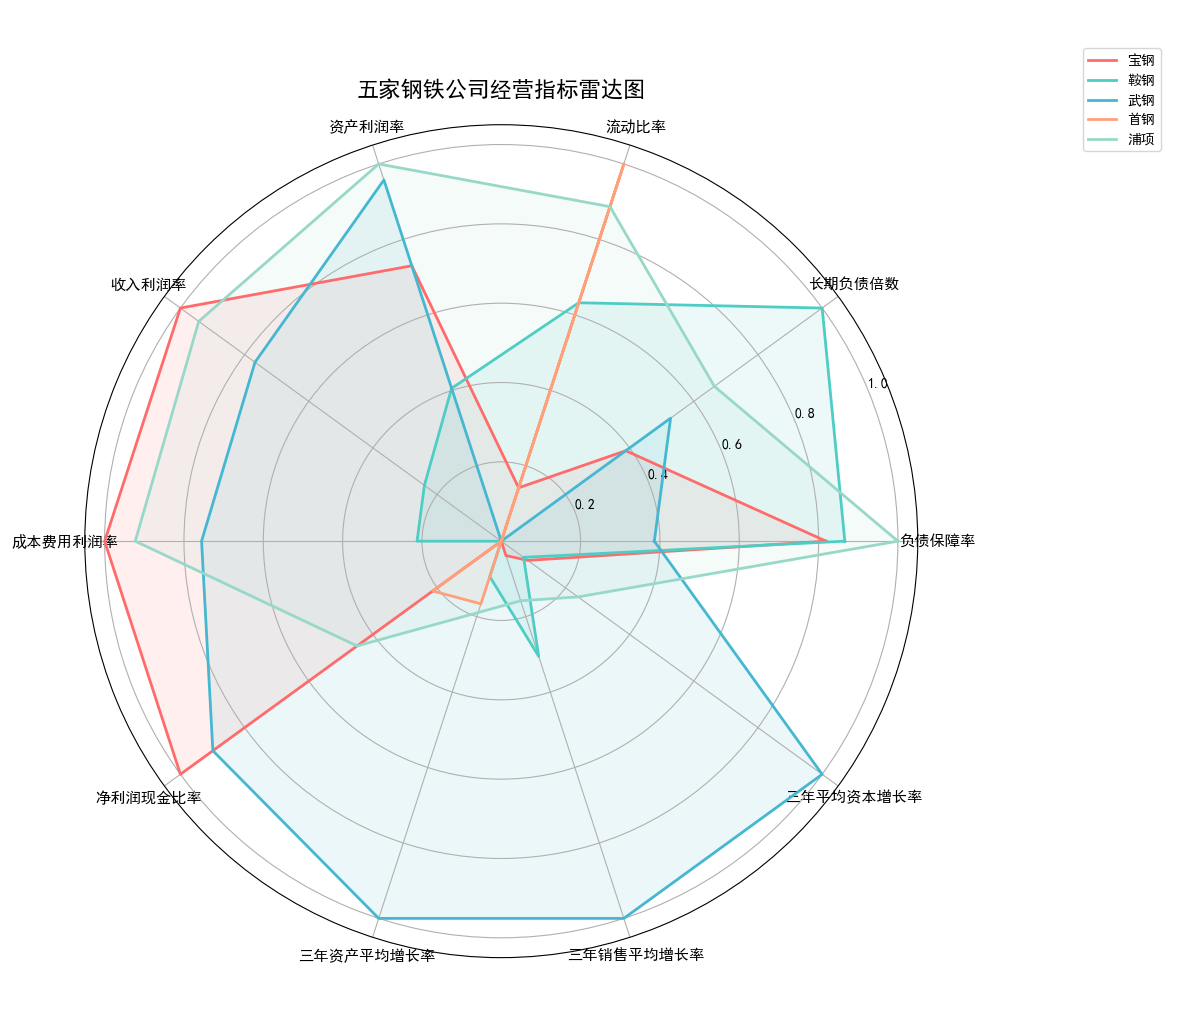 宝钢
鞍钢
武钢
首钢
浦项
五家钢铁公司经营指标雷达图
资产利润率
流动比率
收入利润率
长期负债倍数
1.0
0.8
0.6
0.4
0.2
成本费用利润率
负债保障率
净利润现金比率
三年平均资本增长率
三年资产平均增长率
三年销售平均增长率